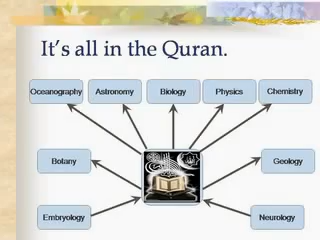 It's all in the Quran.
Oceanography
Astronomy
Biology
Physics
Chemistry
Botany
Geology
Embryology
Neurology